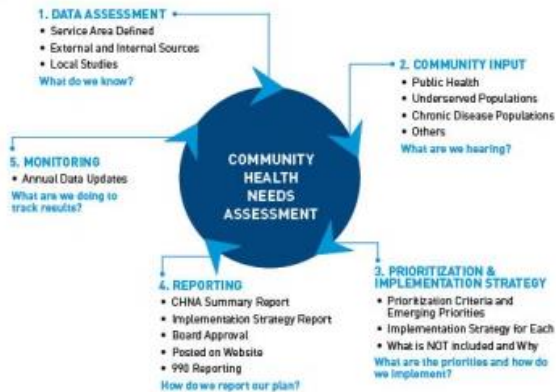 1. DATA ASSESSMENT
• Service Area Defined
• External and Internal Sources
• Local Studies
What do we know?
2. COMMUNITY INPUT
• Public Health
• Underserved Populations
• Chronic Disease Populations
• Others
What are we hearing?
3. PRIORITIZATION &
IMPLEMENTATION STRATEGY
• Prioritization Criteria and
Emerging Priorities
• Implementation Strategy for Each
• What is NOT included and Why
What are the priorities and how do
we implement?
4. REPORTING
• CHNA Summary Report
• Implementation Strategy Report
• Board Approval
• Posted on Website
• 990 Reporting
How do we report our plan?
5. MONITORING
• Annual Data Updates
What are we doing to
track results?
COMMUNITY
HEALTH
NEEDS
ASSESSMENT